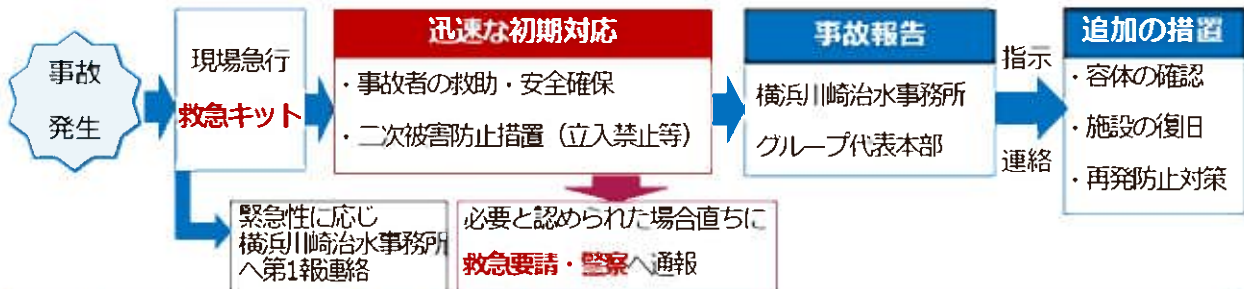 事故
発生
現場急行
救急キット
迅速な初期対応
・事故者の救助・安全確保
・二次被害防止措置（立入禁止等）
事故報告
横浜川崎治水事務所
グループ代表本部
指示
連絡
追加の措置
・容体の確認
・施設の復旧
・再発防止対策
緊急性に応じ
横浜川崎治水事務所
へ第1報連絡
必要と認められた場合直ちに
救急要請・警察へ通報